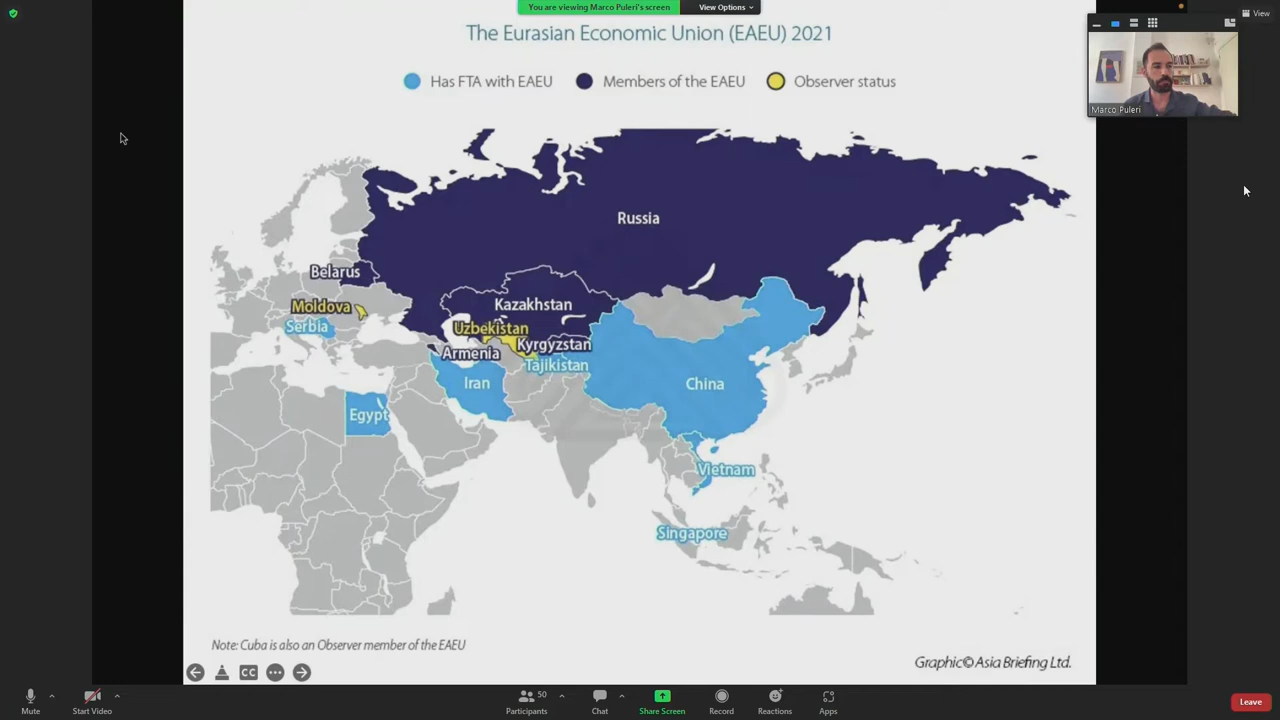 You are viewing Marco Puleri's screen
View Options
View
The Eurasian Economic Union (EAEU) 2021
Has FTA with EAEU
Members of the EAEU
Observer status
Marco Puleri
Russia
Belarus
Kazakhstan
Moldova
Serbia
Uzbekistan
Kyrgyzstan
Armenia
Tajikistan
Iran
China
Egypt
Vietnam
Singapore
Note: Cuba is also an Observer member of the EAEU
Graphic© Asia Briefing Ltd.
CC
50
Mute
Start Video
Participants
Chat
Share Screen
Record
Reactions
Apps
Leave